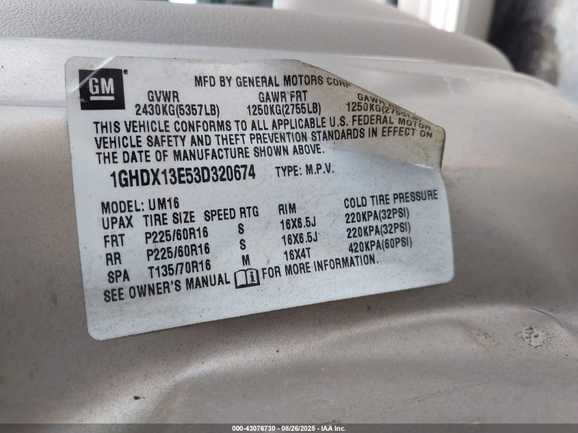 GM
MFD BY GENERAL MOTORS CORP
GVWR GAWR FRT GAWR
2430KG(5357LB) 1250KG(2755LB) 1250KG(2755LB)
THIS VEHICLE CONFORMS TO ALL APPLICABLE U.S. FEDERAL MOTOR
VEHICLE SAFETY AND THEFT PREVENTION STANDARDS IN EFFECT ON
THE DATE OF MANUFACTURE SHOWN ABOVE.
1GHDX13E53D320674 TYPE: M.P.V.
MODEL: UM16
UPAX TIRE SIZE SPEED RTG RIM COLD TIRE PRESSURE
FRT P225/60R16 S 16X6.5J 220KPA(32PSI)
RR P225/60R16 S 16X6.5J 220KPA(32PSI)
SPA T135/70R16 M 16X4T 420KPA(60PSI)
SEE OWNER'S MANUAL FOR MORE INFORMATION.
000-43076730 - 08/26/2025 - IAA Inc.